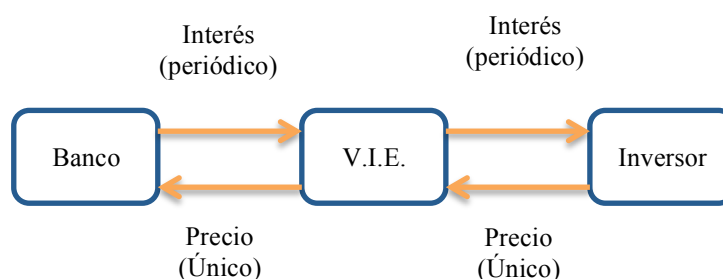 Interés
(periódico)
Interés
(periódico)
Banco
V.I.E.
Inversor
Precio
(Único)
Precio
(Único)